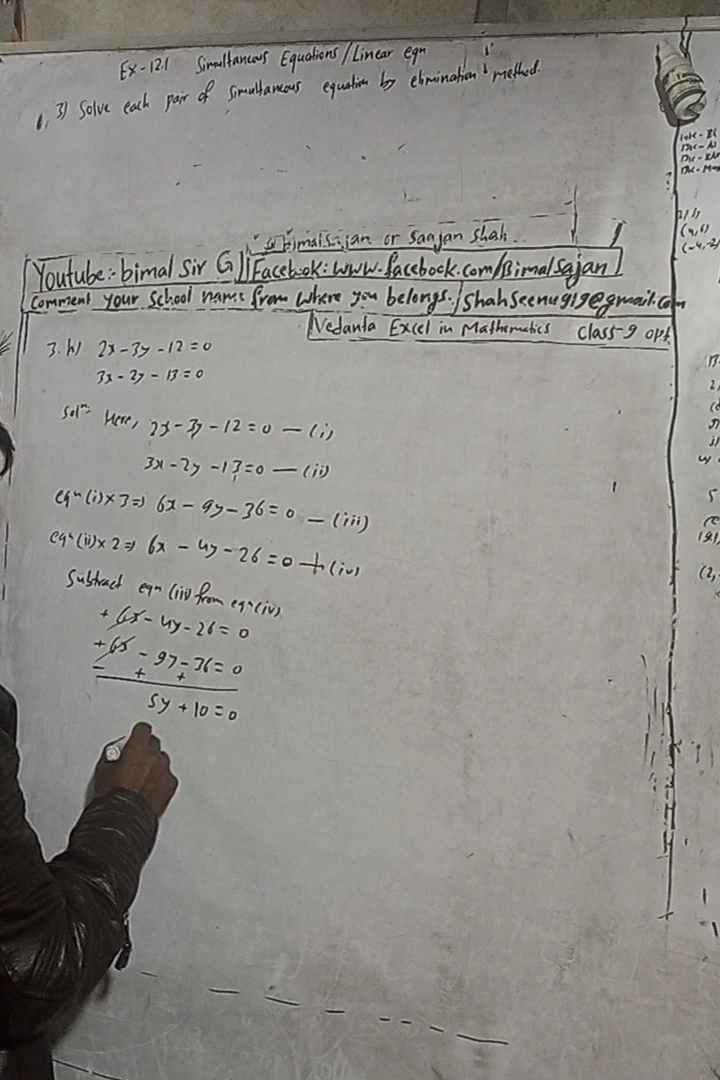 Ex-12.1 Simultaneous Equations/Linear eqn
3) Solve each pair of simultaneous equation by elimination method.
bimalsajan or Saajan Shah..
Youtube:- bimal Sir G || Facebook: www.facebook.com/Bimalsajan
Comment your School name from where you belongs. | Shahseenu919@gmail.com
Vedanta Excel in Mathematics Class-9 opt
3. h) 2x - 3y - 12 = 0
3x - 2y - 13 = 0
Solⁿ: Here, 2x - 3y - 12 = 0 — (i)
3x - 2y - 13 = 0 — (ii)
eqⁿ (i) × 3 ⇒ 6x - 9y - 36 = 0 — (iii)
eqⁿ (ii) × 2 ⇒ 6x - 4y - 26 = 0 — (iv)
Subtract eqn (iii) from eqⁿ (iv)
+ 6x - 4y - 26 = 0
+ 6x - 9y - 36 = 0
- + +
5y + 10 = 0
(4,6)
(-4,-2)